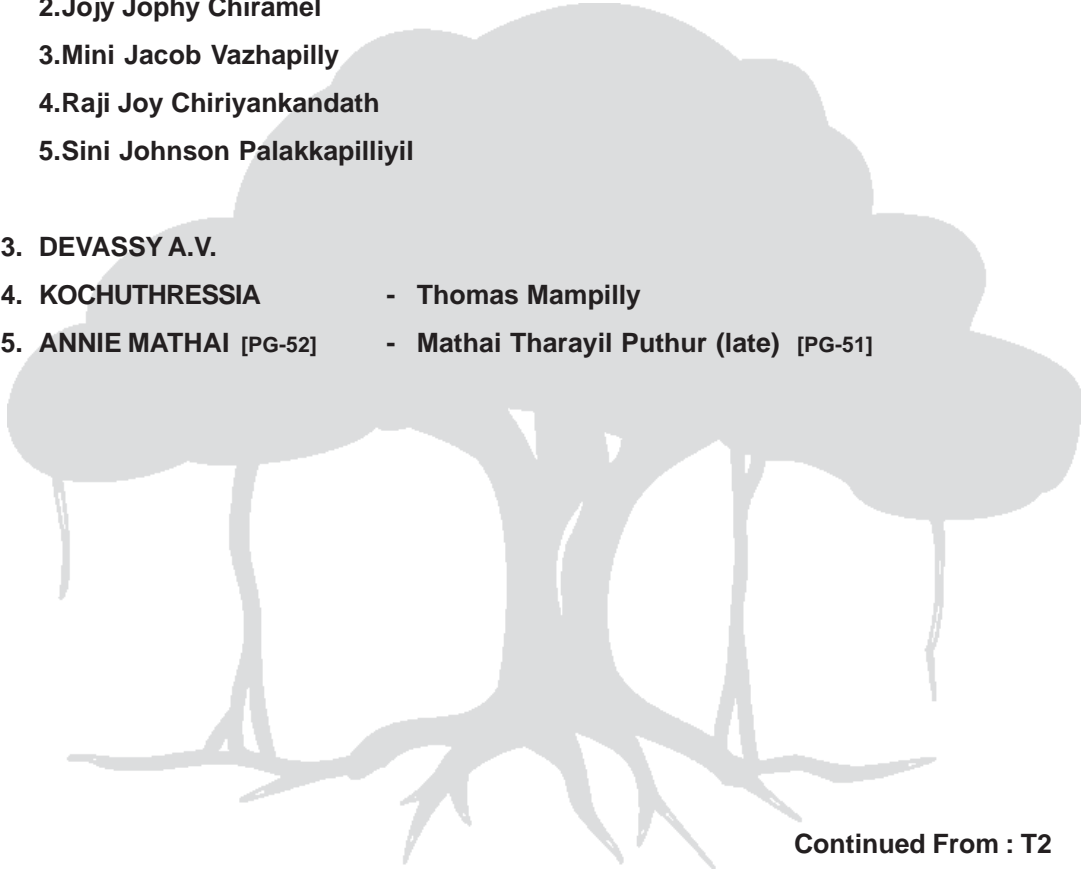 2.Jojy Jophy Chiramel
3.Mini Jacob Vazhapilly
4.Raji Joy Chiriyankandath
5.Sini Johnson Palakkapilliyil
3. DEVASSY A.V.
4. KOCHUTHRESSIA - Thomas Mampilly
5. ANNIE MATHAI [PG-52] - Mathai Tharayil Puthur (late) [PG-51]
Continued From : T2